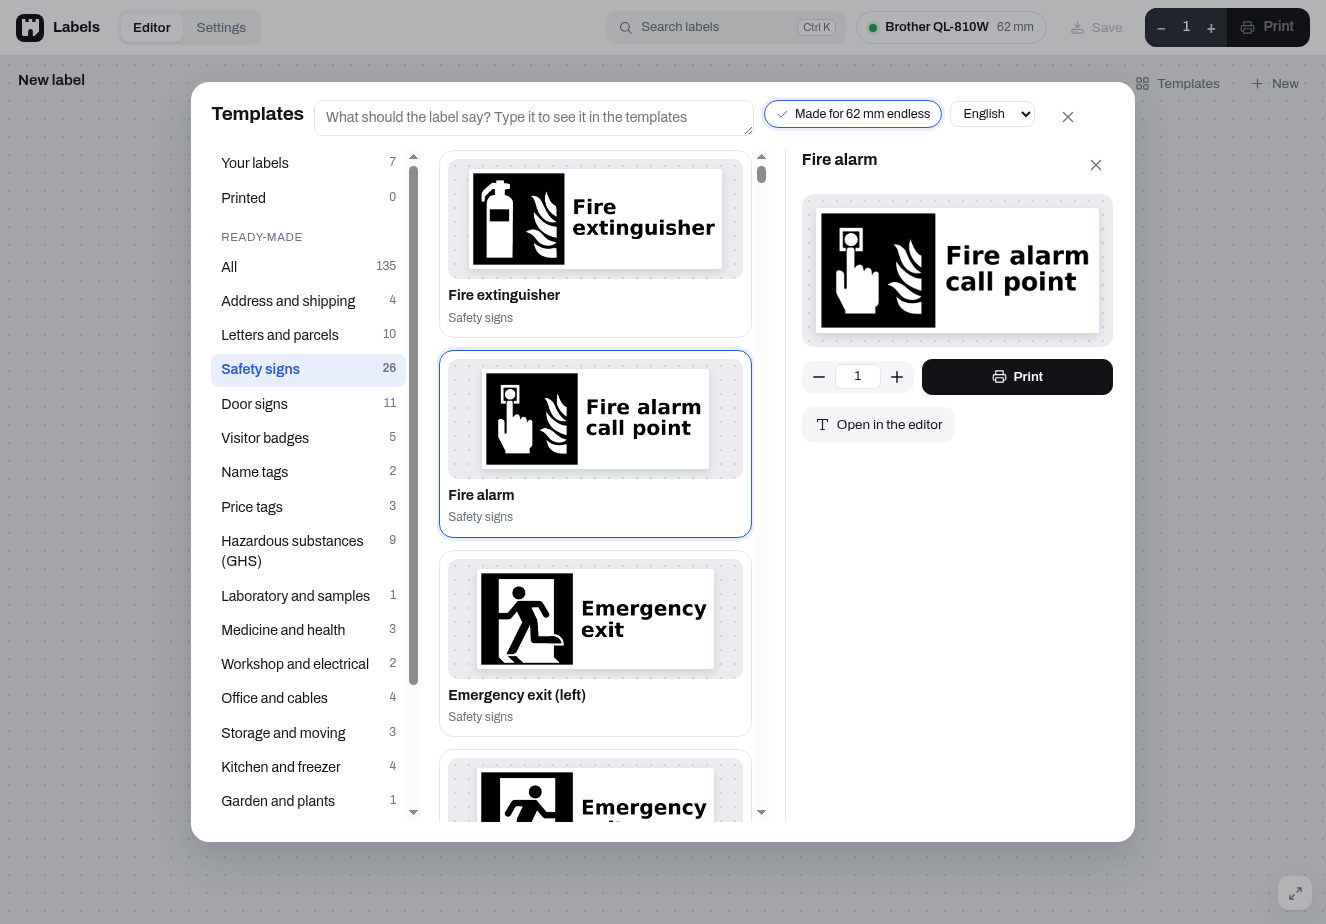 Labels
Editor
Settings
Search labels
Ctrl K
Brother QL-810W 62 mm
Save
− 1 +
Print
New label
Templates
New
Templates
What should the label say? Type it to see it in the templates
Made for 62 mm endless
English
Your labels 7
Printed 0
READY-MADE
All 135
Address and shipping 4
Letters and parcels 10
Safety signs 26
Door signs 11
Visitor badges 5
Name tags 2
Price tags 3
Hazardous substances 9
(GHS)
Laboratory and samples 1
Medicine and health 3
Workshop and electrical 2
Office and cables 4
Storage and moving 3
Kitchen and freezer 4
Garden and plants 1
Fire
extinguisher
Fire extinguisher
Safety signs
Fire alarm
call point
Fire alarm
Safety signs
Emergency
exit
Emergency exit (left)
Safety signs
Emergency
Fire alarm
Fire alarm
call point
1
Print
Open in the editor